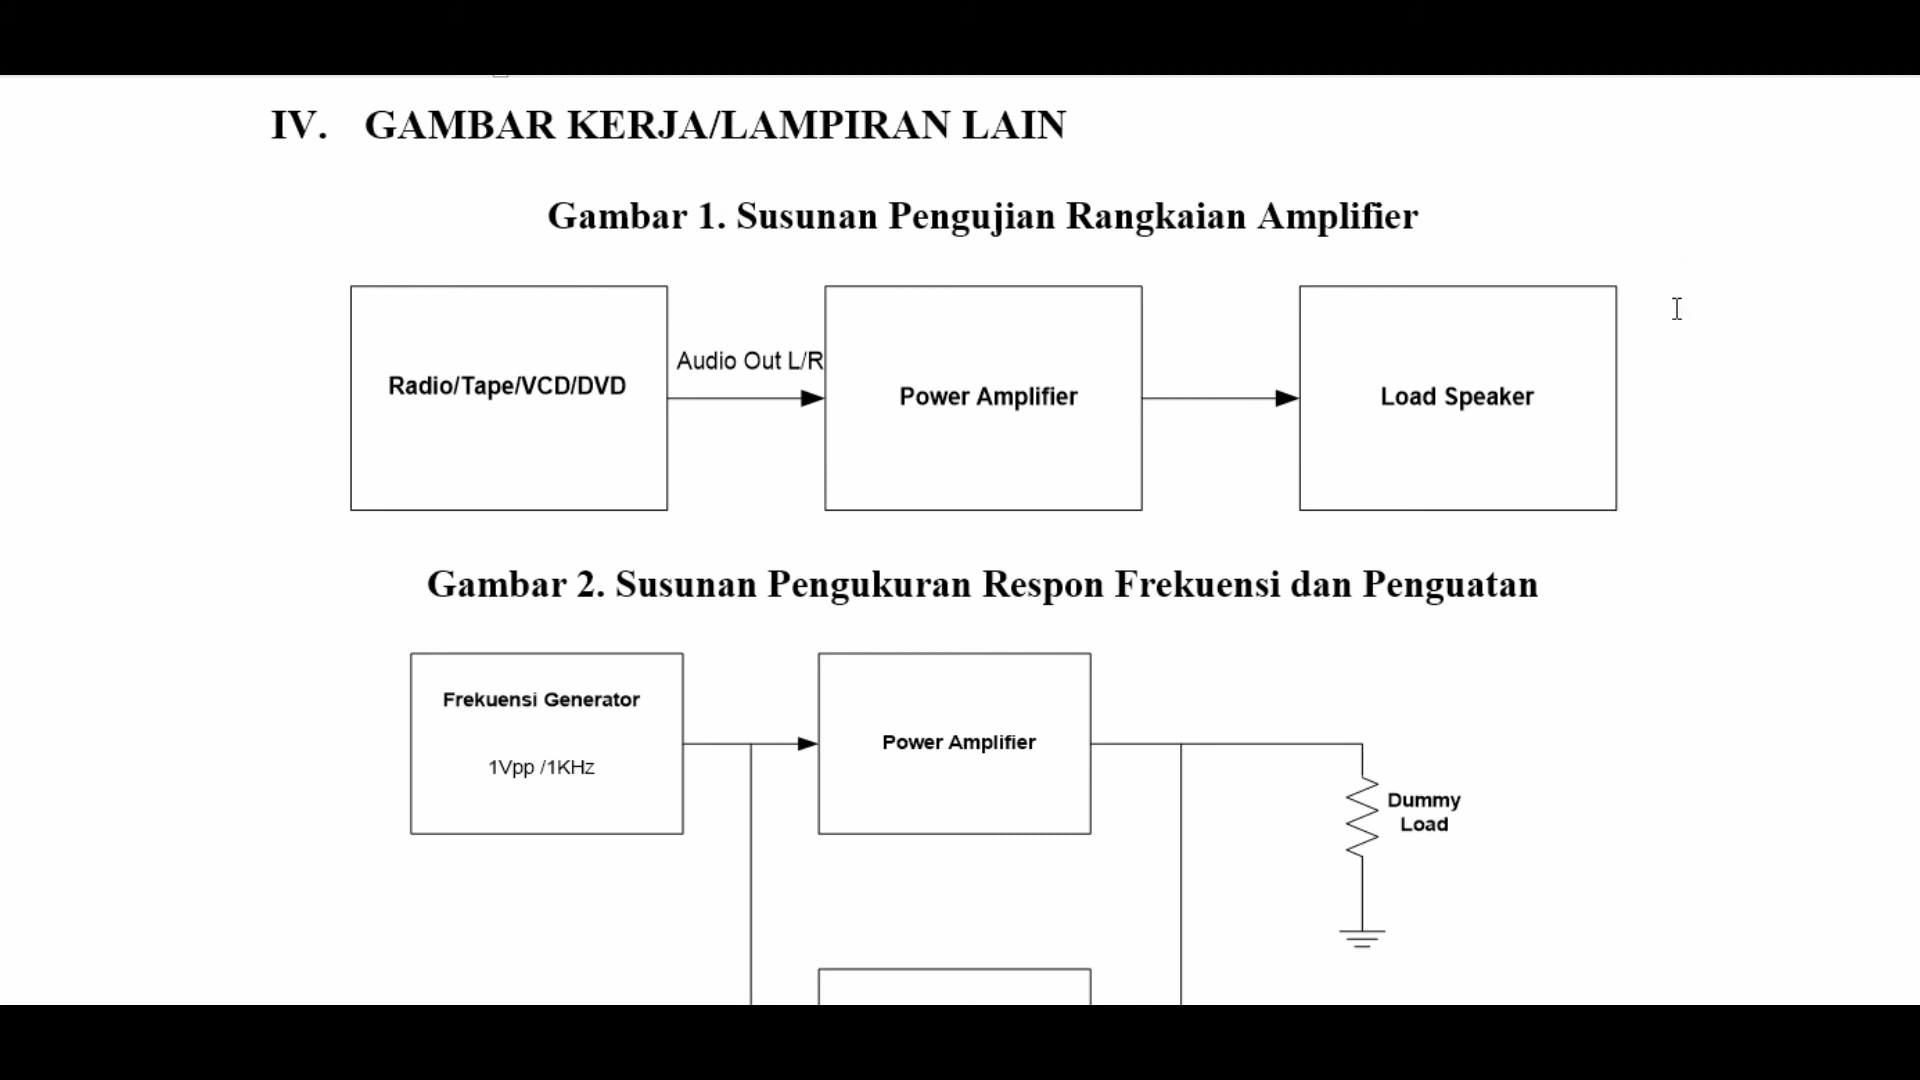 IV. GAMBAR KERJA/LAMPIRAN LAIN
Gambar 1. Susunan Pengujian Rangkaian Amplifier
Radio/Tape/VCD/DVD
Audio Out L/R
Power Amplifier
Load Speaker
Gambar 2. Susunan Pengukuran Respon Frekuensi dan Penguatan
Frekuensi Generator
1Vpp /1KHz
Power Amplifier
Dummy
Load